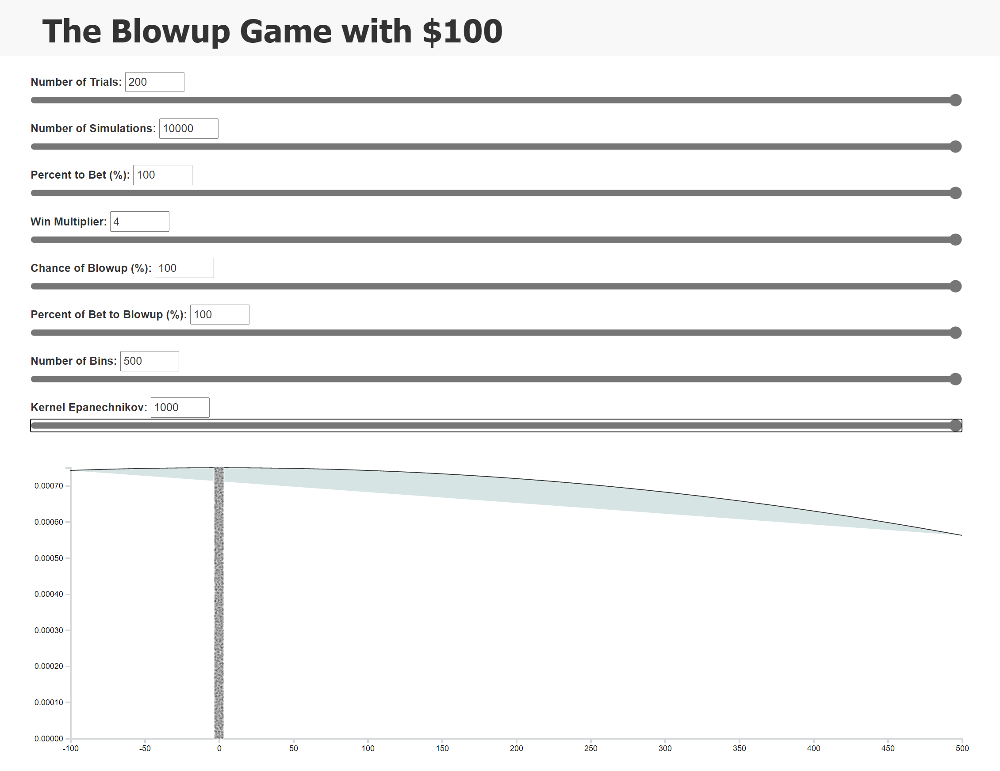 The Blowup Game with $100
Number of Trials: 200
Number of Simulations: 10000
Percent to Bet (%): 100
Win Multiplier: 4
Chance of Blowup (%): 100
Percent of Bet to Blowup (%): 100
Number of Bins: 500
Kernel Epanechnikov: 1000
0.00070
0.00060
0.00050
0.00040
0.00030
0.00020
0.00010
0.00000
-100 -50 0 50 100 150 200 250 300 350 400 450 500